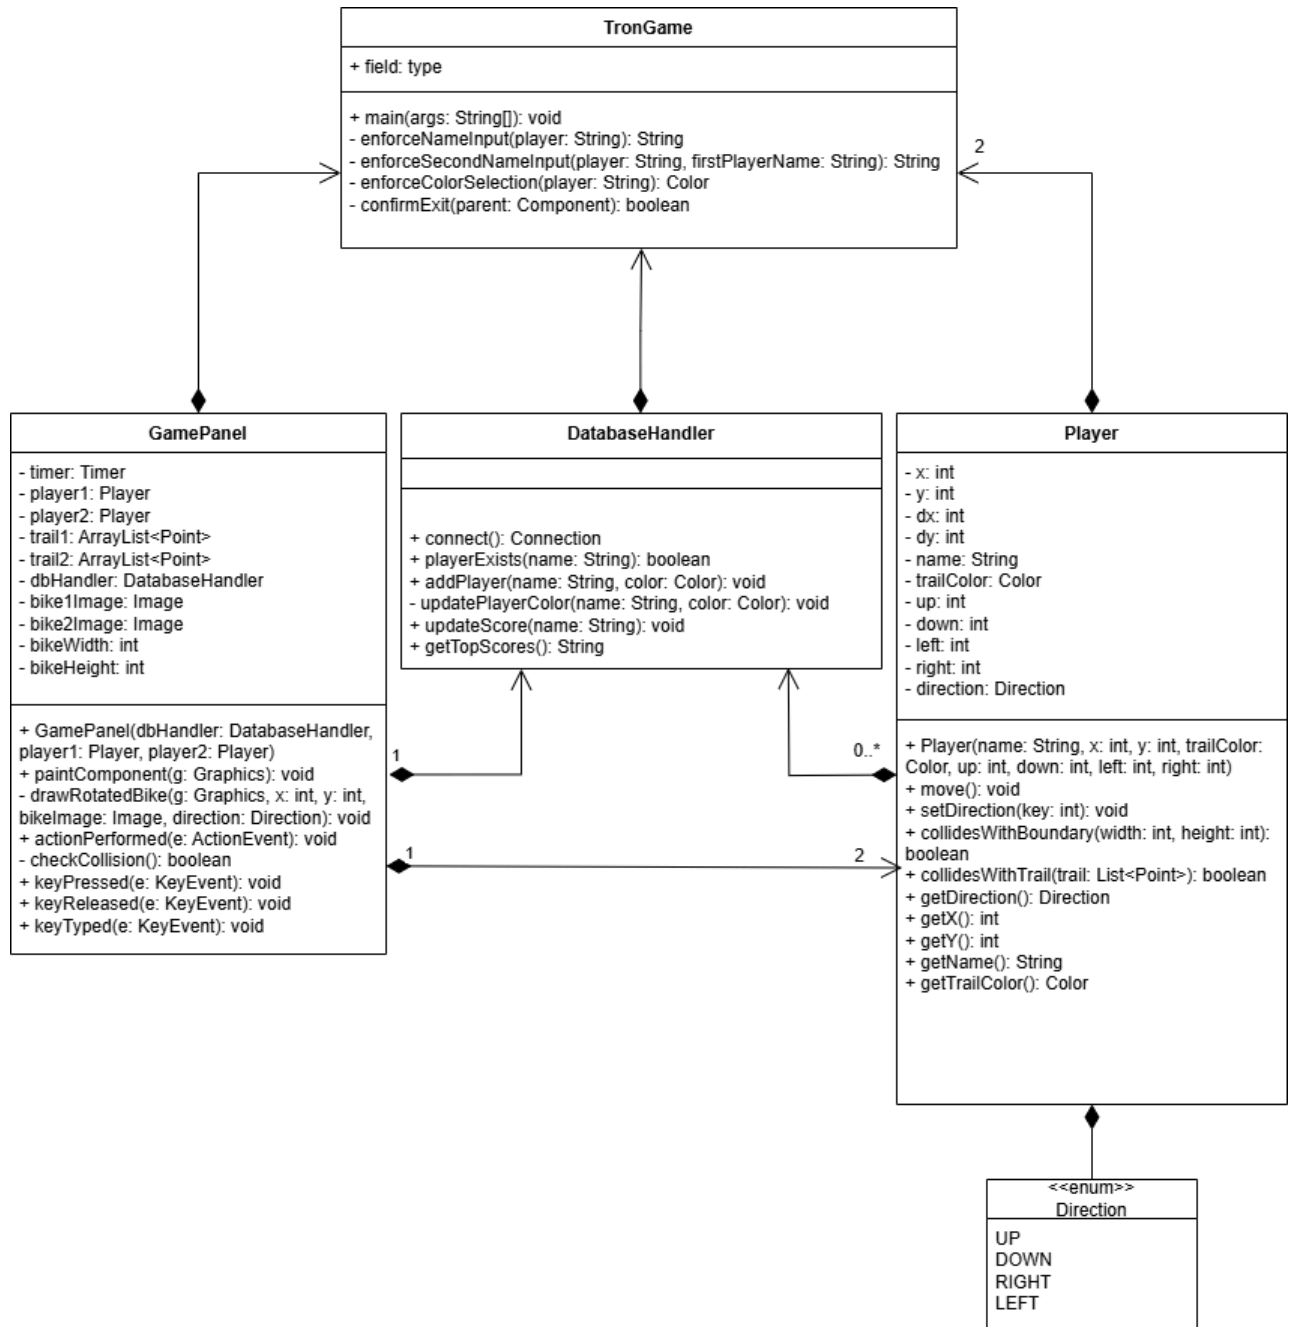 TronGame
+ field: type
+ main(args: String[]): void
- enforceNameInput(player: String): String
- enforceSecondNameInput(player: String, firstPlayerName: String): String
- enforceColorSelection(player: String): Color
- confirmExit(parent: Component): boolean
2
GamePanel
- timer: Timer
- player1: Player
- player2: Player
- trail1: ArrayList<Point>
- trail2: ArrayList<Point>
- dbHandler: DatabaseHandler
- bike1Image: Image
- bike2Image: Image
- bikeWidth: int
- bikeHeight: int
+ GamePanel(dbHandler: DatabaseHandler,
player1: Player, player2: Player)
+ paintComponent(g: Graphics): void
- drawRotatedBike(g: Graphics, x: int, y: int,
bikeImage: Image, direction: Direction): void
+ actionPerformed(e: ActionEvent): void
- checkCollision(): boolean
+ keyPressed(e: KeyEvent): void
+ keyReleased(e: KeyEvent): void
+ keyTyped(e: KeyEvent): void
DatabaseHandler
+ connect(): Connection
+ playerExists(name: String): boolean
+ addPlayer(name: String, color: Color): void
- updatePlayerColor(name: String, color: Color): void
+ updateScore(name: String): void
+ getTopScores(): String
1
0..*
1
2
Player
- x: int
- y: int
- dx: int
- dy: int
- name: String
- trailColor: Color
- up: int
- down: int
- left: int
- right: int
- direction: Direction
+ Player(name: String, x: int, y: int, trailColor:
Color, up: int, down: int, left: int, right: int)
+ move(): void
+ setDirection(key: int): void
+ collidesWithBoundary(width: int, height: int):
boolean
+ collidesWithTrail(trail: List<Point>): boolean
+ getDirection(): Direction
+ getX(): int
+ getY(): int
+ getName(): String
+ getTrailColor(): Color
<<enum>>
Direction
UP
DOWN
RIGHT
LEFT